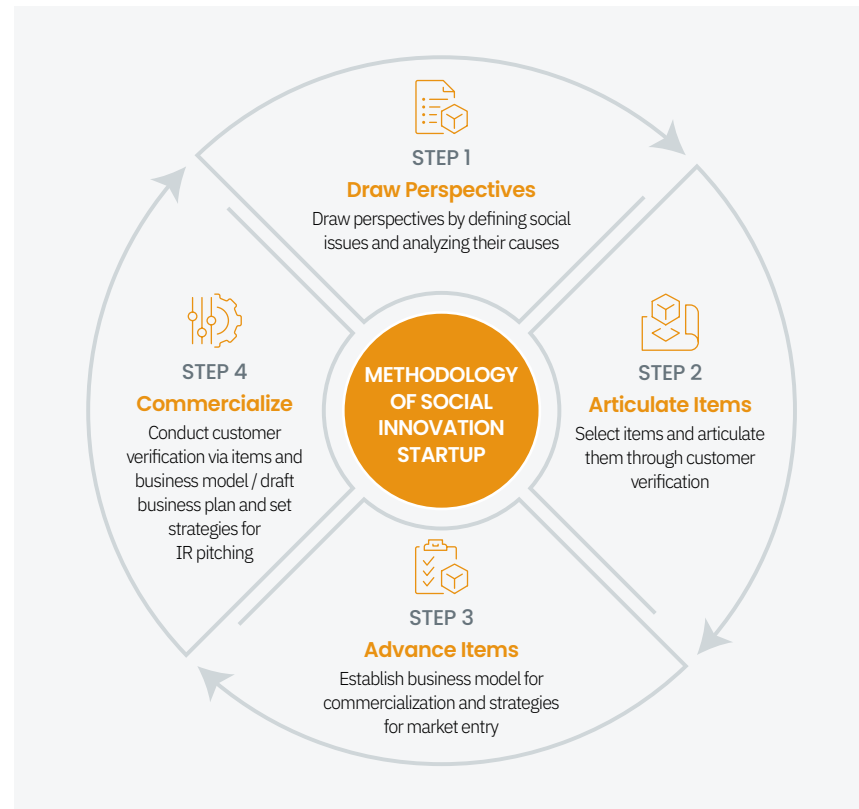 STEP 1
Draw Perspectives
Draw perspectives by defining social
issues and analyzing their causes
STEP 2
Articulate Items
Select items and articulate
them through customer
verification
STEP 3
Advance Items
Establish business model for
commercialization and strategies
for market entry
STEP 4
Commercialize
Conduct customer
verification via items and
business model / draft
business plan and set
strategies for
IR pitching
METHODOLOGY
OF SOCIAL
INNOVATION
STARTUP